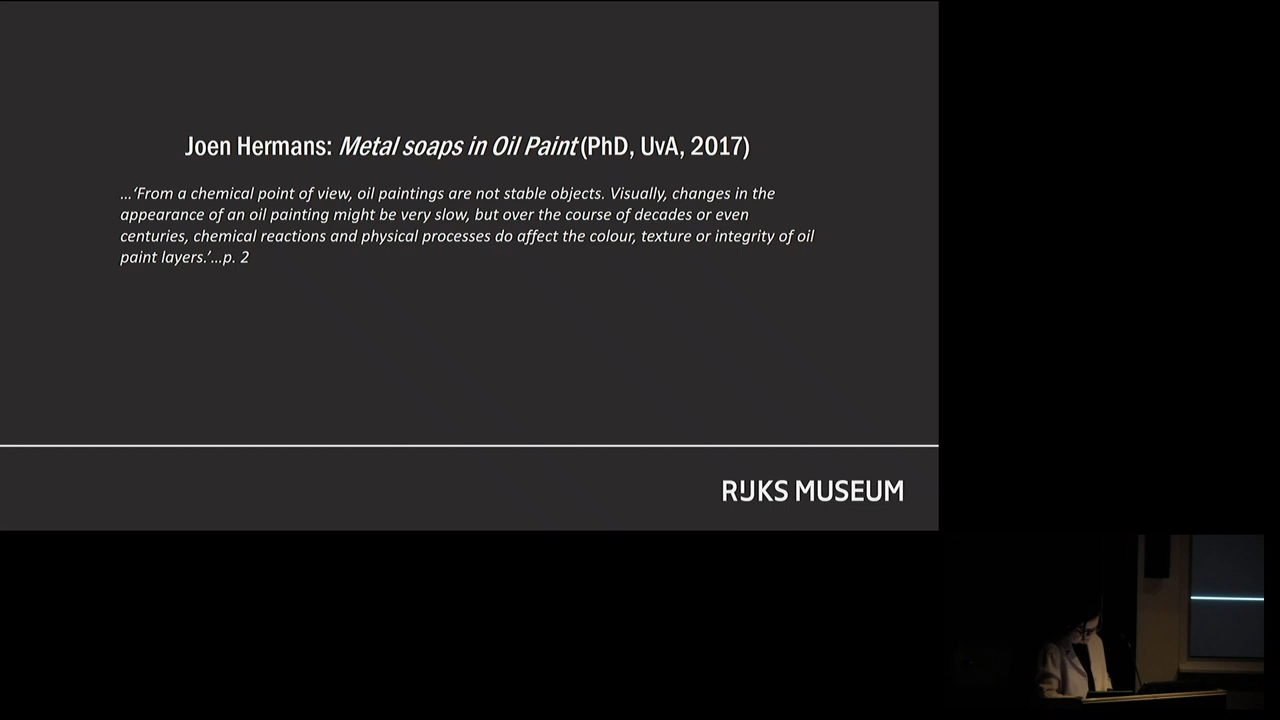 Joen Hermans: Metal soaps in Oil Paint (PhD, UvA, 2017)
...‘From a chemical point of view, oil paintings are not stable objects. Visually, changes in the
appearance of an oil painting might be very slow, but over the course of decades or even
centuries, chemical reactions and physical processes do affect the colour, texture or integrity of oil
paint layers.’...p. 2
RIJKS MUSEUM